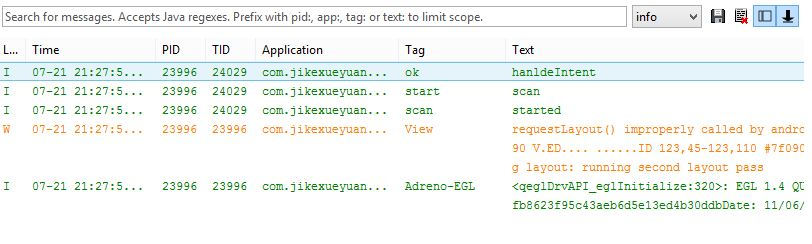 Search for messages. Accepts Java regexes. Prefix with pid:, app:, tag: or text: to limit scope. info
L... Time PID TID Application Tag Text
I 07-21 21:27:5... 23996 24029 com.jikexueyuan... ok hanldeIntent
I 07-21 21:27:5... 23996 24029 com.jikexueyuan... start scan
I 07-21 21:27:5... 23996 24029 com.jikexueyuan... scan started
W 07-21 21:27:5... 23996 23996 com.jikexueyuan... View requestLayout() improperly called by andro
90 V.ED.... ......ID 123,45-123,110 #7f090
g layout: running second layout pass
I 07-21 21:27:5... 23996 23996 com.jikexueyuan... Adreno-EGL <qeglDrvAPI_eglInitialize:320>: EGL 1.4 QU
fb8623f95c43aeb6d5e13ed4b30ddbDate: 11/06/